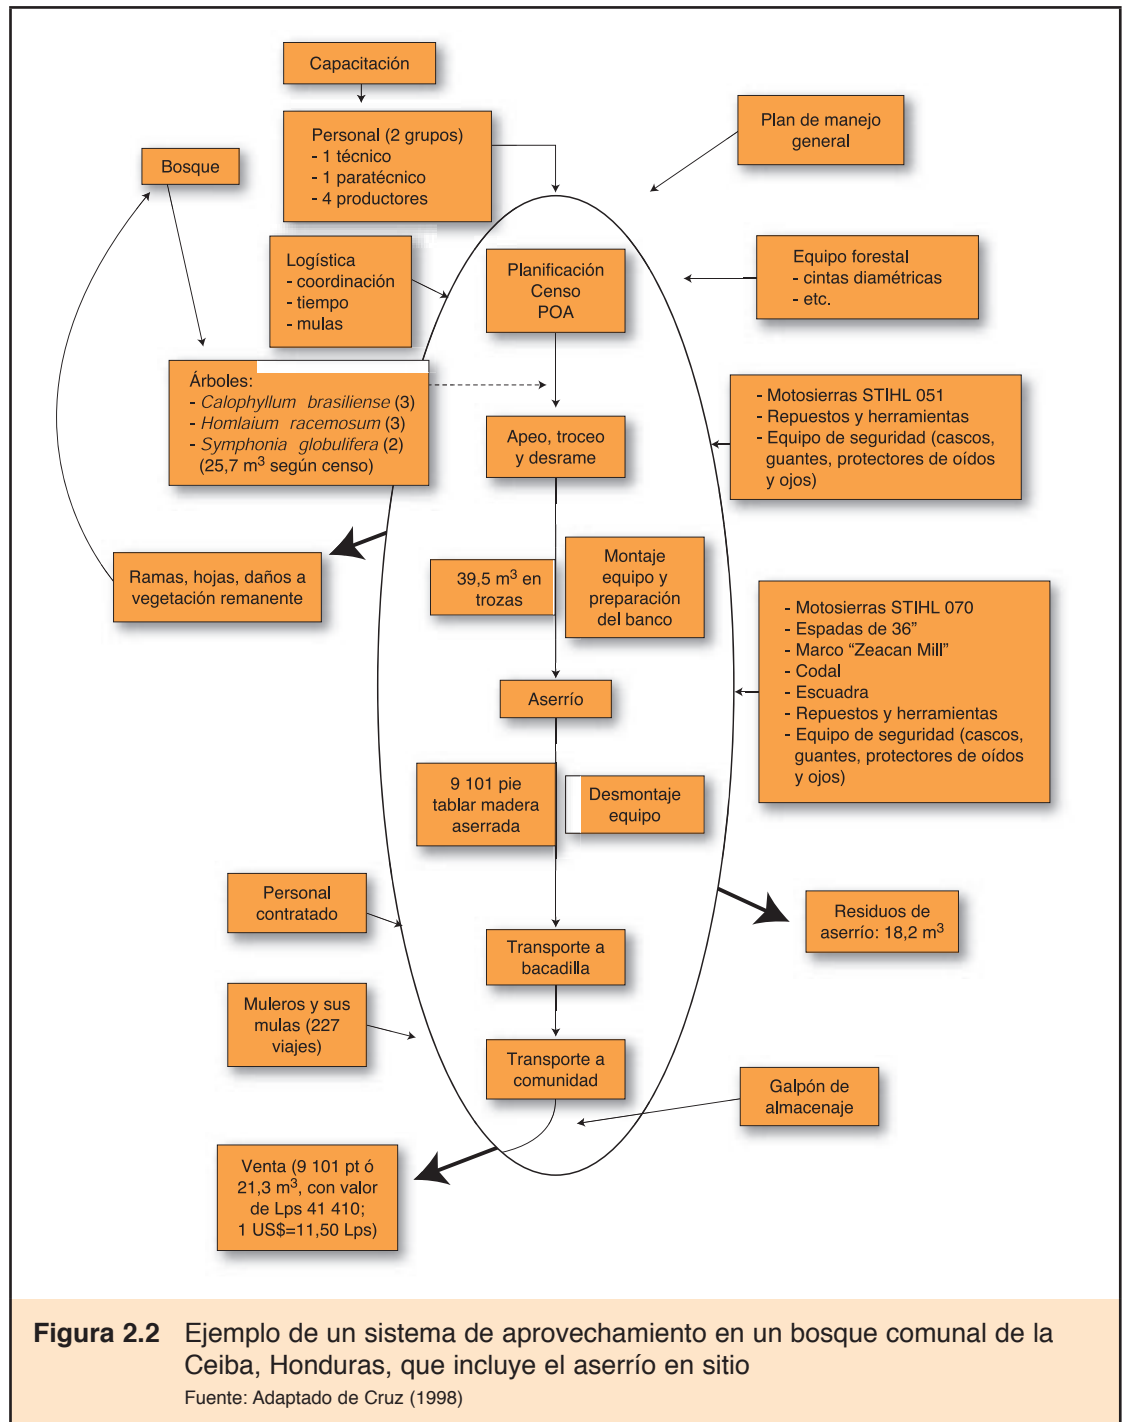 Capacitación
Personal (2 grupos)
- 1 técnico
- 1 paratécnico
- 4 productores
Plan de manejo
general
Bosque
Logística
- coordinación
- tiempo
- mulas
Planificación
Censo
POA
Equipo forestal
- cintas diamétricas
- etc.
Árboles:
- Calophyllum brasiliense (3)
- Homlaium racemosum (3)
- Symphonia globulifera (2)
(25,7 m³ según censo)
Apeo, troceo
y desrame
- Motosierras STIHL 051
- Repuestos y herramientas
- Equipo de seguridad (cascos,
guantes, protectores de oídos
y ojos)
Ramas, hojas, daños a
vegetación remanente
39,5 m³ en
trozas
Montaje
equipo y
preparación
del banco
- Motosierras STIHL 070
- Espadas de 36”
- Marco “Zeacan Mill”
- Codal
- Escuadra
- Repuestos y herramientas
- Equipo de seguridad (cascos,
guantes, protectores de oídos
y ojos)
Aserrío
9 101 pie
tablar madera
aserrada
Desmontaje
equipo
Personal
contratado
Residuos de
aserrío: 18,2 m³
Transporte a
bacadilla
Muleros y sus
mulas (227
viajes)
Transporte a
comunidad
Galpón de
almacenaje
Venta (9 101 pt ó
21,3 m³, con valor
de Lps 41 410;
1 US$=11,50 Lps)
Figura 2.2 Ejemplo de un sistema de aprovechamiento en un bosque comunal de la
Ceiba, Honduras, que incluye el aserrío en sitio
Fuente: Adaptado de Cruz (1998)